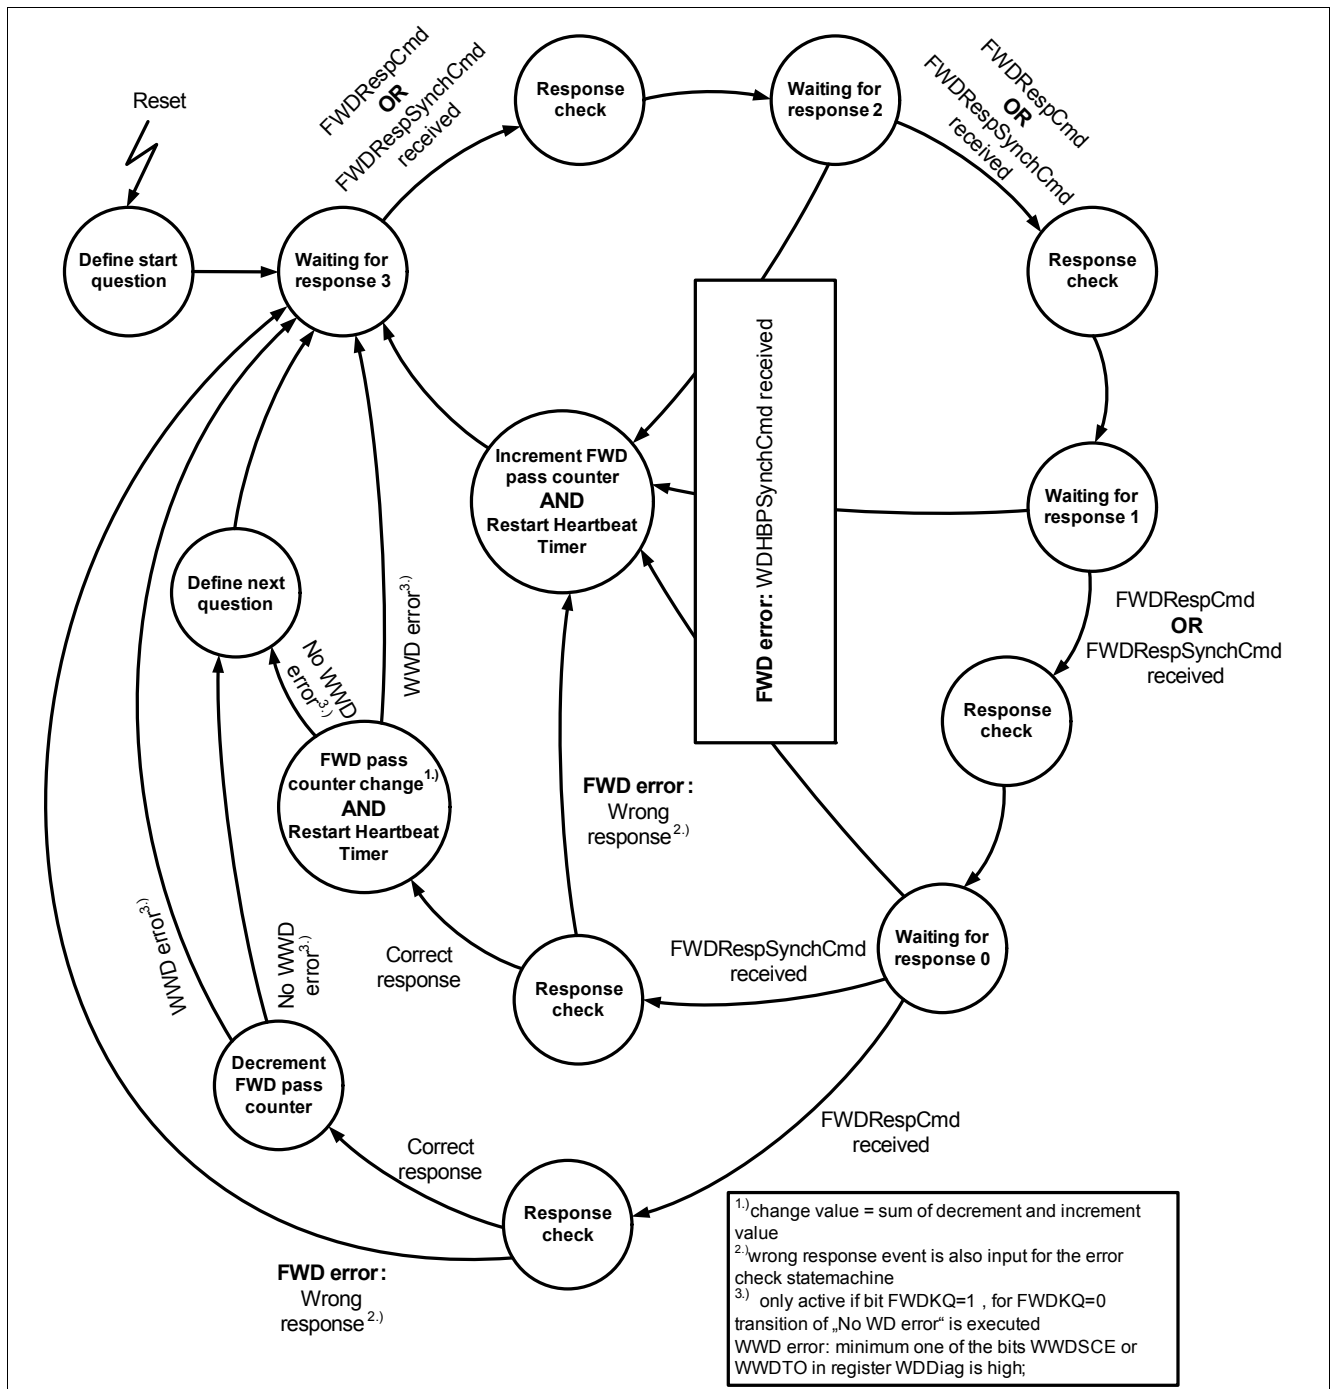 Reset
FWDRespCmd
OR
FWDRespSynchCmd
received
Response
check
Waiting for
response 2
FWDRespCmd
OR
FWDRespSynchCmd
received
Define start
question
Waiting for
response 3
Response
check
FWD error: WDHBPSynchCmd received
Increment FWD
pass counter
AND
Restart Heartbeat
Timer
Waiting for
response 1
Define next
question
WWD error3.)
No WWD
error3.)
FWDRespCmd
OR
FWDRespSynchCmd
received
Response
check
FWD pass
counter change1.)
AND
Restart Heartbeat
Timer
FWD error:
Wrong
response2.)
WWD error3.)
No WWD
error3.)
Correct
response
FWDRespSynchCmd
received
Waiting for
response 0
Response
check
Decrement
FWD pass
counter
Correct
response
FWDRespCmd
received
Response
check
FWD error:
Wrong
response2.)
1.)change value = sum of decrement and increment
value
2.)wrong response event is also input for the error
check statemachine
3.) only active if bit FWDKQ=1 , for FWDKQ=0
transition of „No WD error“ is executed
WWD error: minimum one of the bits WWDSCE or
WWDTO in register WDDiag is high;